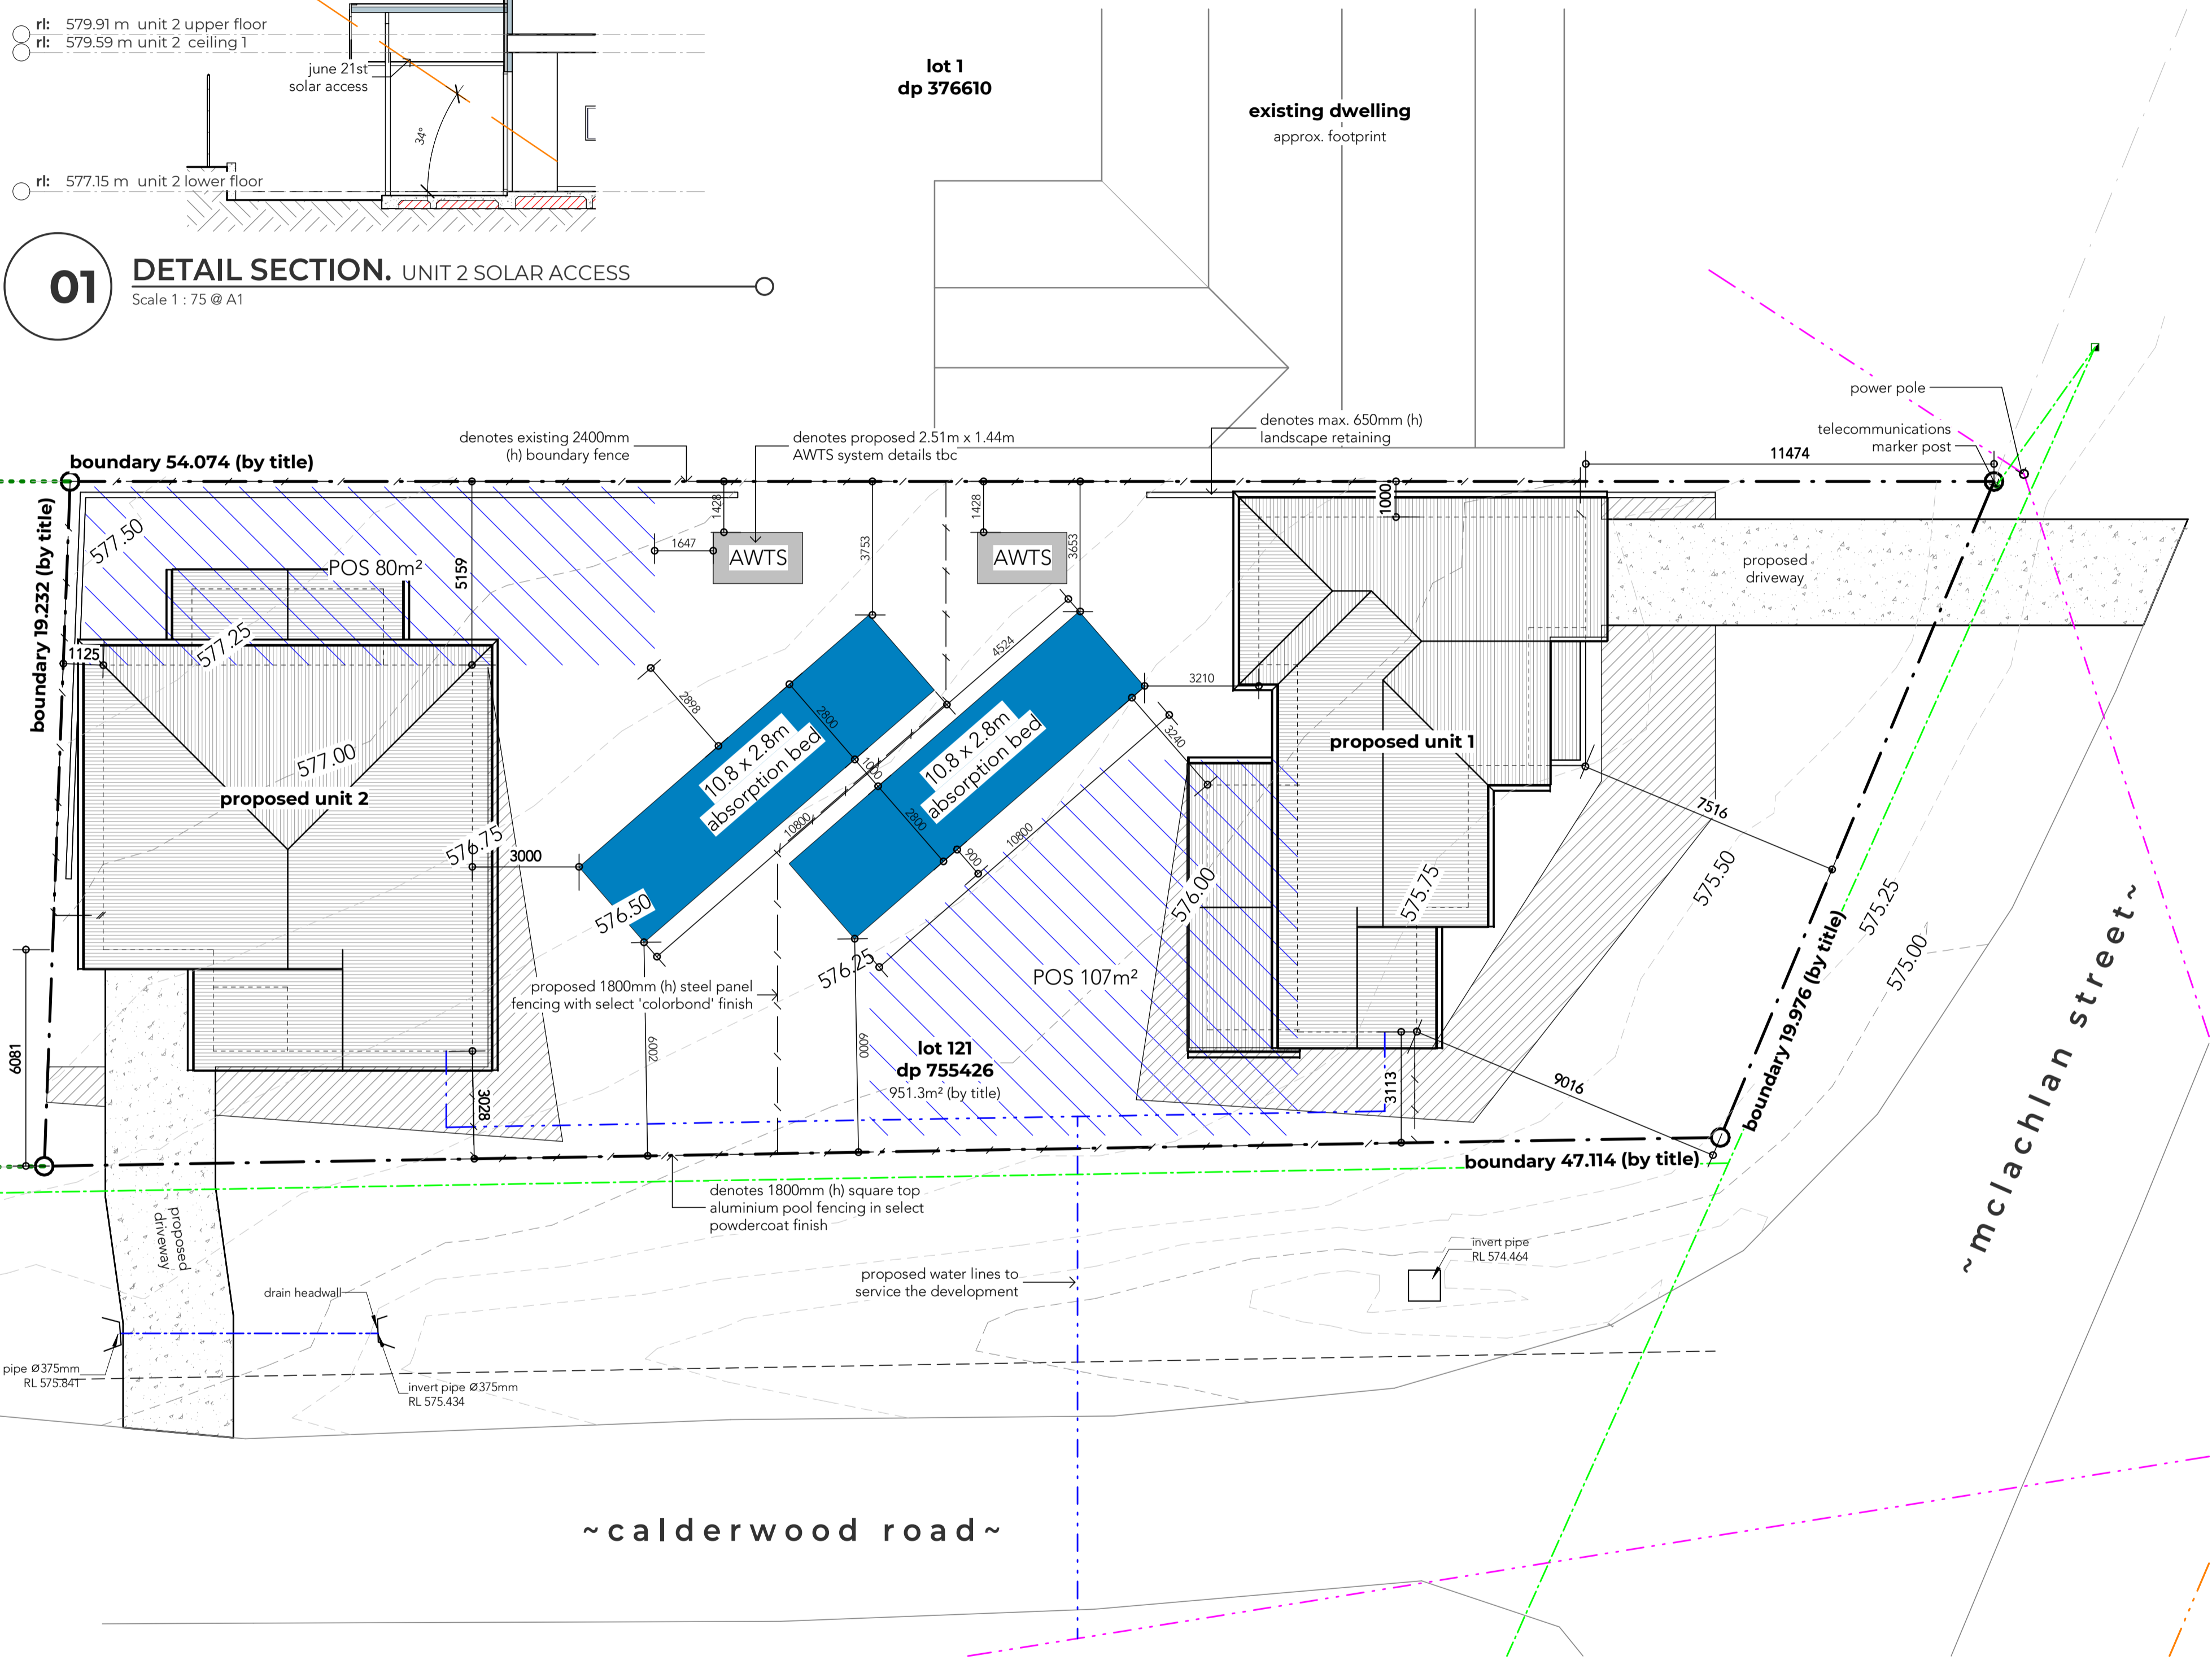 rl: 579.91 m unit 2 upper floor
rl: 579.59 m unit 2 ceiling 1
june 21st
solar access
34°
rl: 577.15 m unit 2 lower floor
01
DETAIL SECTION. UNIT 2 SOLAR ACCESS
Scale 1 : 75 @ A1
lot 1
dp 376610
existing dwelling
approx. footprint
power pole
telecommunications
marker post
denotes max. 650mm (h)
landscape retaining
denotes existing 2400mm
(h) boundary fence
denotes proposed 2.51m x 1.44m
AWTS system details tbc
boundary 54.074 (by title)
11474
boundary 19.232 (by title)
577.50
POS 80m²
5159
1428
1647
AWTS
3753
1428
AWTS
3653
1000
proposed
driveway
1125
577.25
577.00
proposed unit 2
576.75
3000
2898
2800
10.8 x 2.8m
absorption bed
1000
10800
4524
10.8 x 2.8m
absorption bed
2800
900
10800
3210
3240
proposed unit 1
7516
575.50
575.75
576.00
575.25
575.00
576.50
576.25
POS 107m²
proposed 1800mm (h) steel panel
fencing with select 'colorbond' finish
6002
6000
lot 121
dp 755426
951.3m² (by title)
6081
3028
3113
9016
boundary 19.976 (by title)
boundary 47.114 (by title)
~mclachlan street~
denotes 1800mm (h) square top
aluminium pool fencing in select
powdercoat finish
proposed
driveway
drain headwall
proposed water lines to
service the development
invert pipe
RL 574.464
pipe Ø375mm
RL 575.841
invert pipe Ø375mm
RL 575.434
~calderwood road~